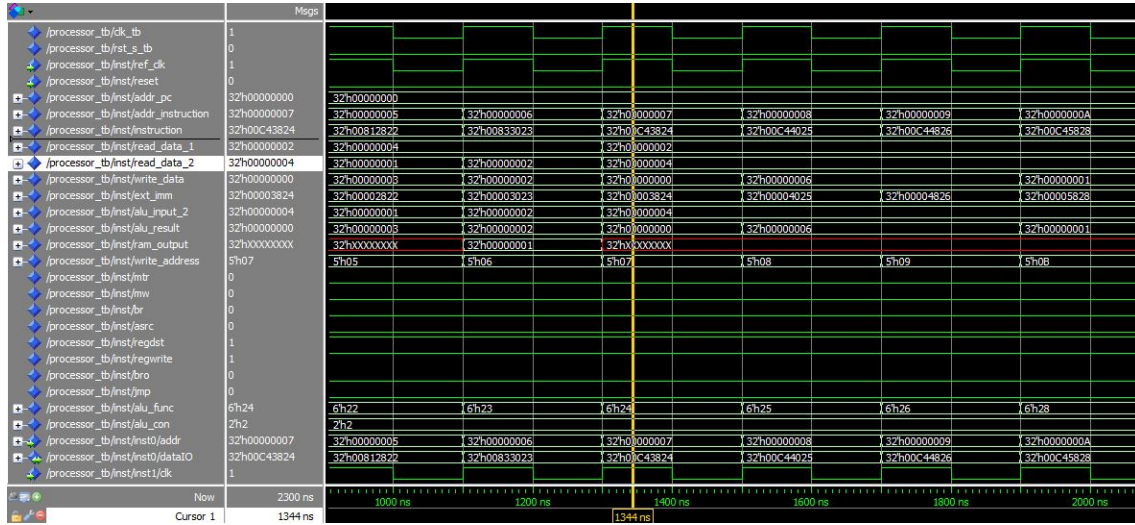 Msgs
/processor_tb/clk_tb 1
/processor_tb/rst_s_tb 0
/processor_tb/inst/ref_clk 1
/processor_tb/inst/reset 0
/processor_tb/inst/addr_pc 32'h00000000 32'h00000000
/processor_tb/inst/addr_instruction 32'h00000007 32'h00000005 32'h00000006 32'h00000007 32'h00000008 32'h00000009 32'h0000000A
/processor_tb/inst/instruction 32'h00C43824 32'h00812822 32'h00833023 32'h00C43824 32'h00C44025 32'h00C44826 32'h00C45828
/processor_tb/inst/read_data_1 32'h00000002 32'h00000004 32'h00000002
/processor_tb/inst/read_data_2 32'h00000004 32'h00000001 32'h00000002 32'h00000004
/processor_tb/inst/write_data 32'h00000000 32'h00000003 32'h00000002 32'h00000000 32'h00000006 32'h00000001
/processor_tb/inst/ext_imm 32'h00003824 32'h00002822 32'h00003023 32'h00003824 32'h00004025 32'h00004826 32'h00005828
/processor_tb/inst/alu_input_2 32'h00000004 32'h00000001 32'h00000002 32'h00000004
/processor_tb/inst/alu_result 32'h00000000 32'h00000003 32'h00000002 32'h00000000 32'h00000006 32'h00000001
/processor_tb/inst/ram_output 32'hXXXXXXXX 32'hXXXXXXXX 32'h00000001 32'hXXXXXXXX
/processor_tb/inst/write_address 5'h07 5'h05 5'h06 5'h07 5'h08 5'h09 5'h0B
/processor_tb/inst/mtr 0
/processor_tb/inst/mw 0
/processor_tb/inst/br 0
/processor_tb/inst/asrc 0
/processor_tb/inst/regdst 1
/processor_tb/inst/regwrite 1
/processor_tb/inst/bro 0
/processor_tb/inst/jmp 0
/processor_tb/inst/alu_func 6'h24 6'h22 6'h23 6'h24 6'h25 6'h26 6'h28
/processor_tb/inst/alu_con 2'h2 2'h2
/processor_tb/inst/inst0/addr 32'h00000007 32'h00000005 32'h00000006 32'h00000007 32'h00000008 32'h00000009 32'h0000000A
/processor_tb/inst/inst0/dataIO 32'h00C43824 32'h00812822 32'h00833023 32'h00C43824 32'h00C44025 32'h00C44826 32'h00C45828
/processor_tb/inst/inst1/clk 1
Now 2300 ns 1000 ns 1200 ns 1400 ns 1600 ns 1800 ns 2000 ns
Cursor 1 1344 ns 1344 ns